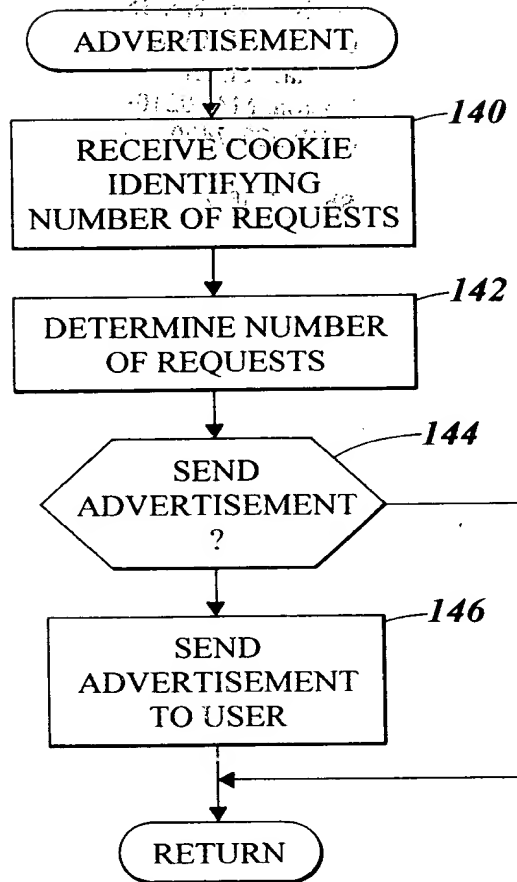 ADVERTISEMENT
140
RECEIVE COOKIE
IDENTIFYING
NUMBER OF REQUESTS
142
DETERMINE NUMBER
OF REQUESTS
144
SEND
ADVERTISEMENT
?
146
SEND
ADVERTISEMENT
TO USER
RETURN